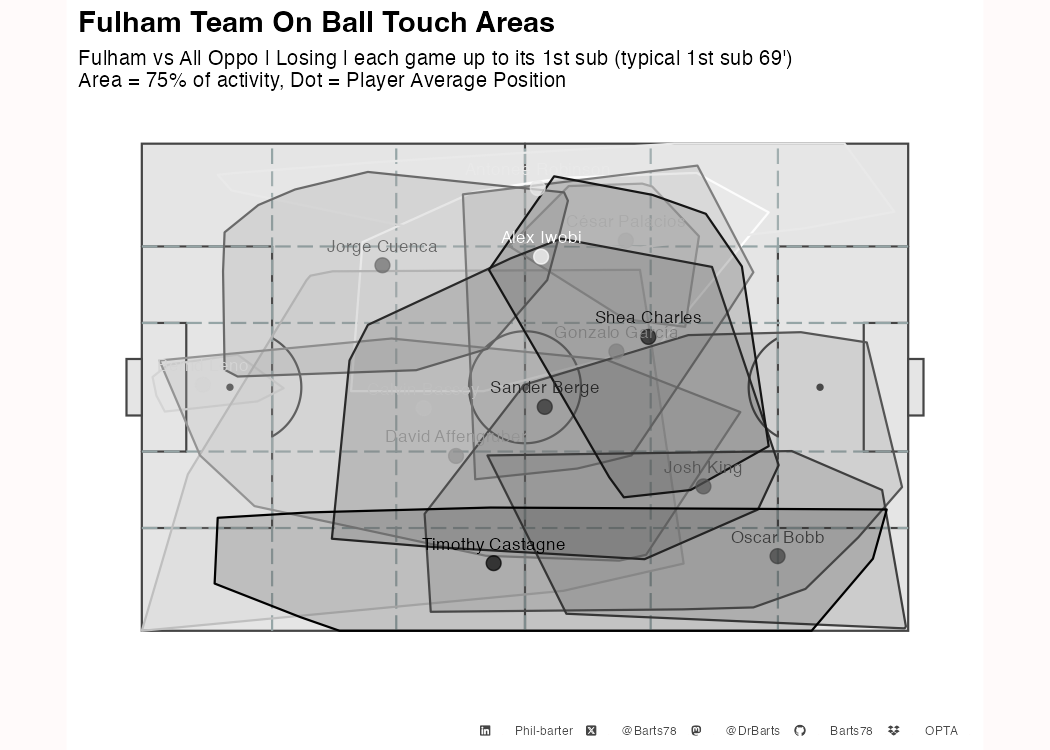 Fulham Team On Ball Touch Areas
Fulham vs All Oppo | Losing | each game up to its 1st sub (typical 1st sub 69')
Area = 75% of activity, Dot = Player Average Position
César Palacios
Alex Iwobi
Jorge Cuenca
Shea Charles
Gonzalo García
Sander Berge
David Affengruber
Josh King
Oscar Bobb
Timothy Castagne
Phil-barter @Barts78 @DrBarts Barts78 OPTA